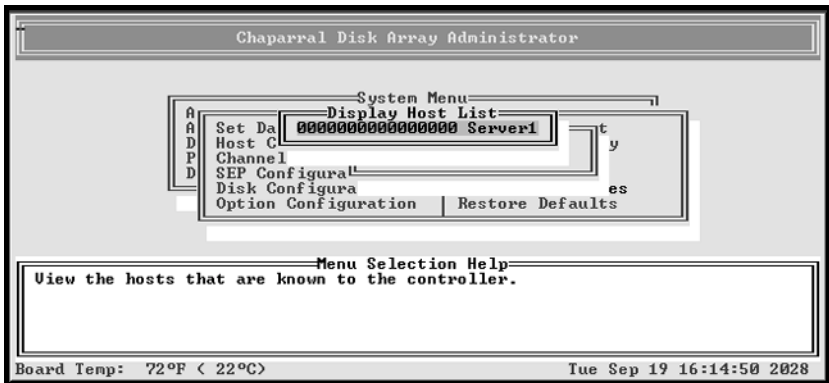 Chaparral Disk Array Administrator
System Menu
Display Host List
A
0000000000000000 Server1
A Set Da t
D Host C y
P Channel
D SEP Configura
Disk Configura es
Option Configuration | Restore Defaults
Menu Selection Help
View the hosts that are known to the controller.
Board Temp: 72°F ( 22°C) Tue Sep 19 16:14:50 2028